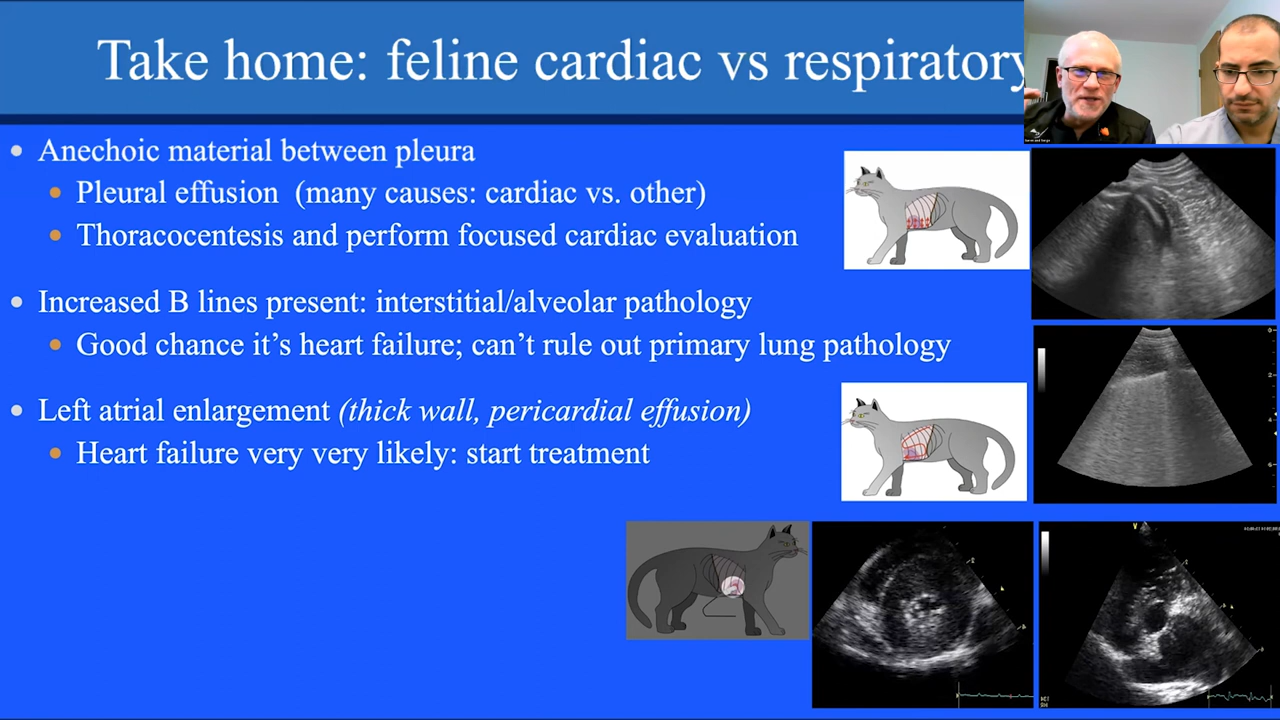 Take home: feline cardiac vs respiratory
Anechoic material between pleura
Pleural effusion (many causes: cardiac vs. other)
Thoracocentesis and perform focused cardiac evaluation
Increased B lines present: interstitial/alveolar pathology
Good chance it’s heart failure; can’t rule out primary lung pathology
Left atrial enlargement (thick wall, pericardial effusion)
Heart failure very very likely: start treatment